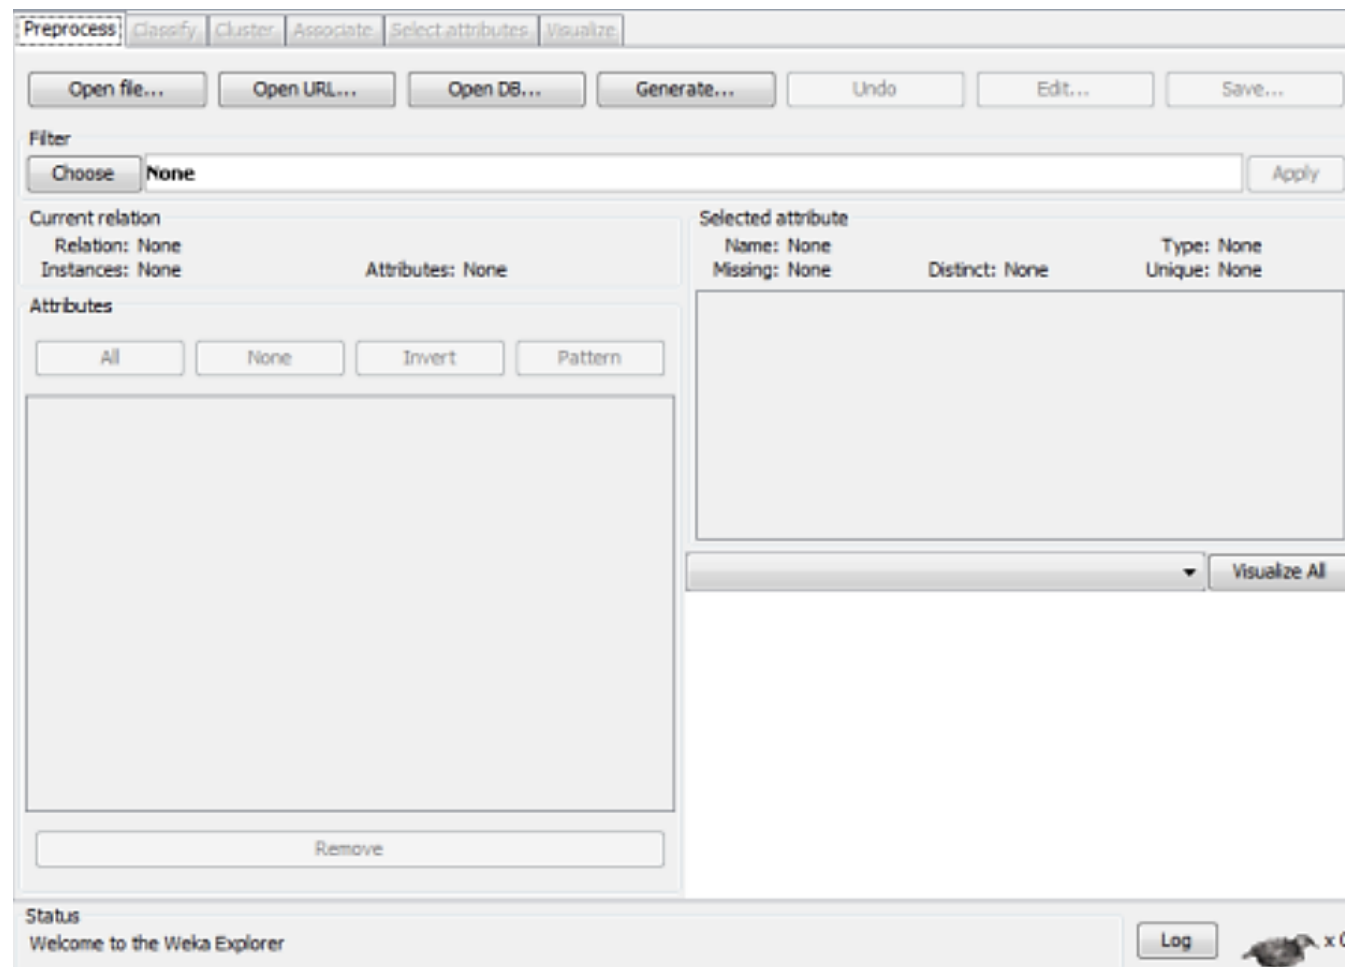 Preprocess Classify Cluster Associate Select attributes Visualize
Open file... Open URL... Open DB... Generate... Undo Edit... Save...
Filter
Choose None Apply
Current relation
Relation: None
Instances: None Attributes: None
Selected attribute
Name: None Type: None
Missing: None Distinct: None Unique: None
Attributes
All None Invert Pattern
Visualize All
Remove
Status
Welcome to the Weka Explorer
Log x 0